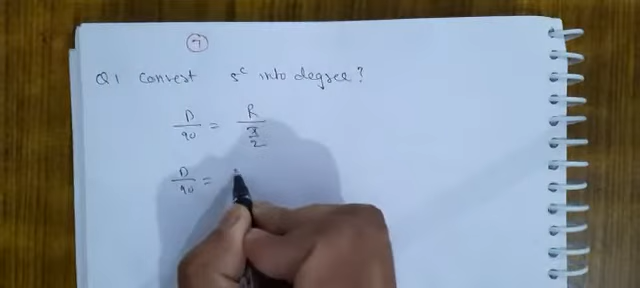 7
Q1 Convert 5ᶜ into degree?
D/90 = R/(π/2)
D/90 =